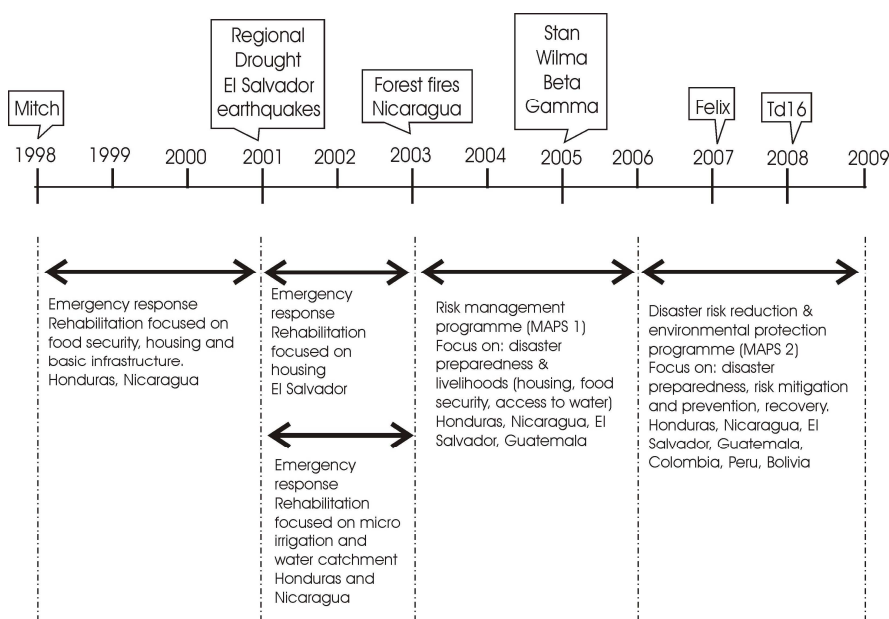 Mitch
Regional
Drought
El Salvador
earthquakes
Forest fires
Nicaragua
Stan
Wilma
Beta
Gamma
Felix
Td16
1998 1999 2000 2001 2002 2003 2004 2005 2006 2007 2008 2009
Emergency response
Rehabilitation focused on
food security, housing and
basic infrastructure.
Honduras, Nicaragua
Emergency
response
Rehabilitation
focused on
housing
El Salvador
Emergency
response
Rehabilitation
focused on micro
irrigation and
water catchment
Honduras and
Nicaragua
Risk management
programme (MAPS 1)
Focus on: disaster
preparedness &
livelihoods (housing, food
security, access to water)
Honduras, Nicaragua, El
Salvador, Guatemala
Disaster risk reduction &
environmental protection
programme (MAPS 2)
Focus on: disaster
preparedness, risk mitigation
and prevention, recovery.
Honduras, Nicaragua, El
Salvador, Guatemala,
Colombia, Peru, Bolivia